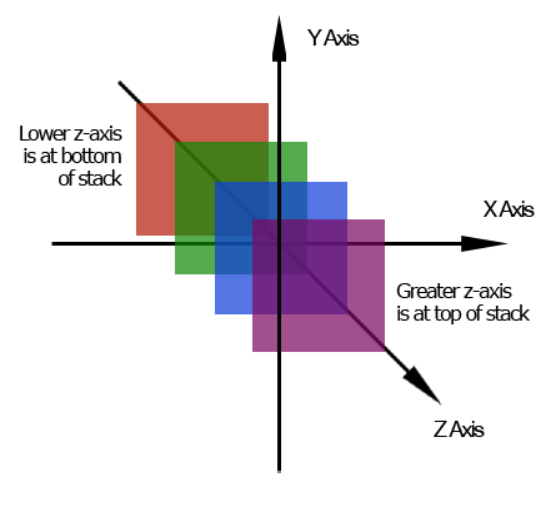 Y Axis
Lower z-axis
is at bottom
of stack
X Axis
Greater z-axis
is at top of stack
Z Axis